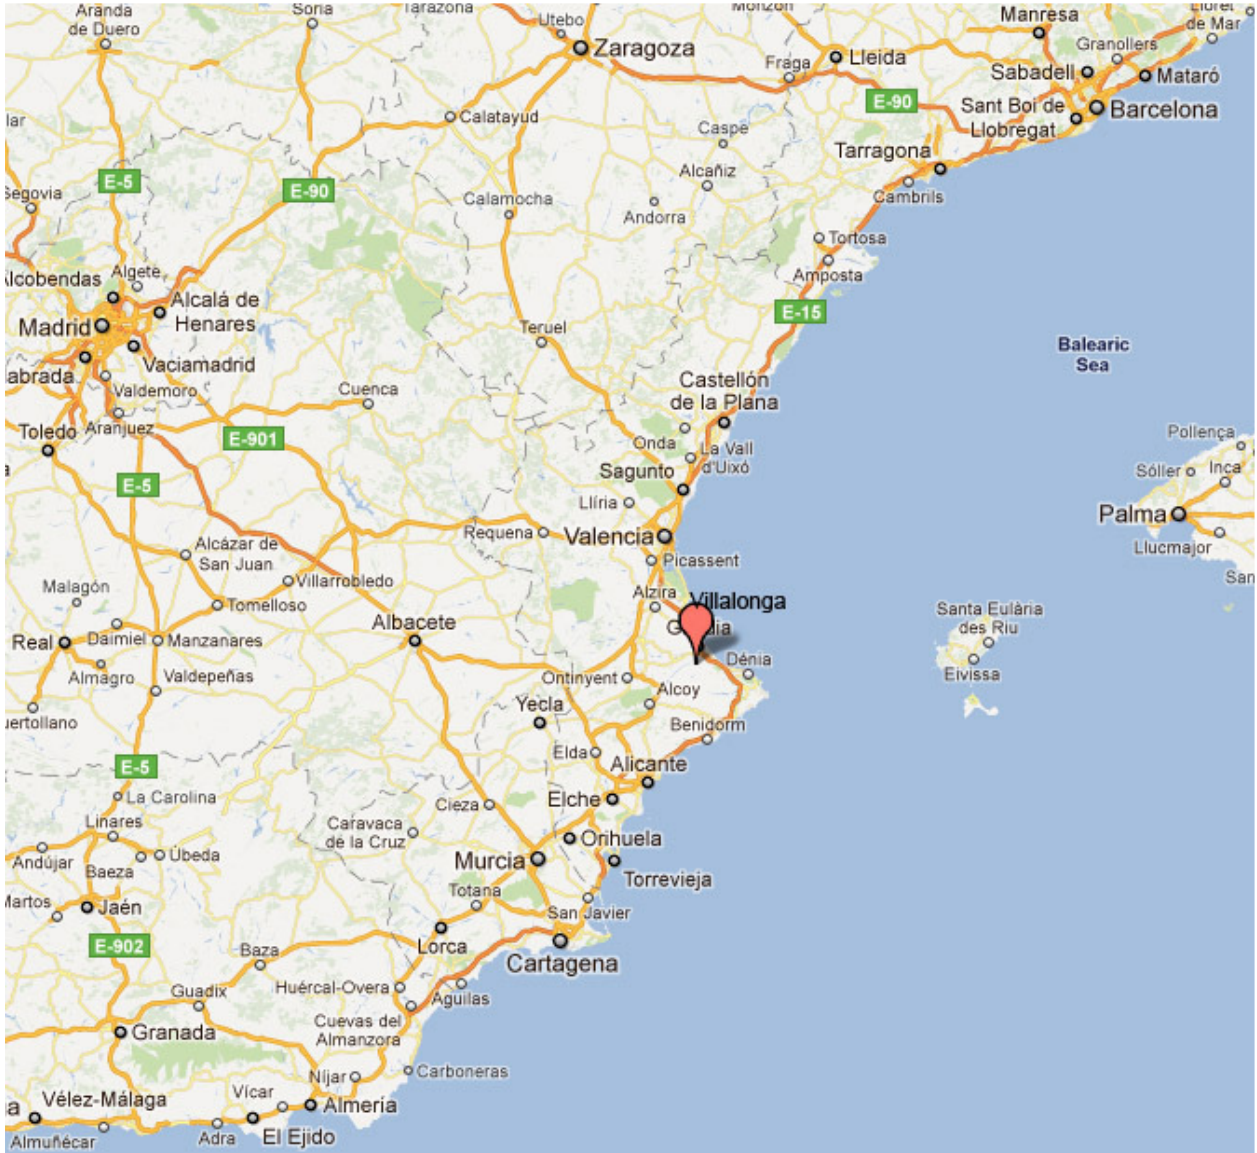 Aranda
de Duero
Soria
Tarazona
Utebo
Zaragoza
Monzón
Fraga
Lleida
Manresa
Lloret
de Mar
Granollers
Sabadell
Mataró
E-90
Sant Boi de
Llobregat
Barcelona
Calatayud
Caspe
Tarragona
Alcañiz
Cambrils
E-5
E-90
Segovia
Calamocha
Andorra
Tortosa
Amposta
Alcobendas
Algete
Alcalá de
Henares
E-15
Madrid
Teruel
Balearic
Sea
Vaciamadrid
Valdemoro
Cuenca
Castellón
de la Plana
Toledo
Aranjuez
E-901
Onda
La Vall
d'Uixó
Pollença
Sóller
Inca
Sagunto
E-5
Llíria
Palma
Requena
Valencia
Llucmajor
Alcázar de
San Juan
Picassent
San
Malagón
Villarrobledo
Tomelloso
Alzira
Villalonga
Santa Eulària
des Riu
Real
Daimiel
Manzanares
Albacete
Dénia
Eivissa
Almagro
Valdepeñas
Ontinyent
Alcoy
uertollano
Yecla
Benidorm
Elda
Alicante
E-5
La Carolina
Cieza
Elche
Linares
Caravaca
de la Cruz
Orihuela
Andújar
Úbeda
Baeza
Murcia
Torrevieja
Martos
Jaén
Totana
San Javier
E-902
Baza
Lorca
Cartagena
Guadix
Huércal-Overa
Aguilas
Granada
Cuevas del
Almanzora
Níjar
Carboneras
Vícar
Vélez-Málaga
Almería
Almuñécar
Adra
El Ejido